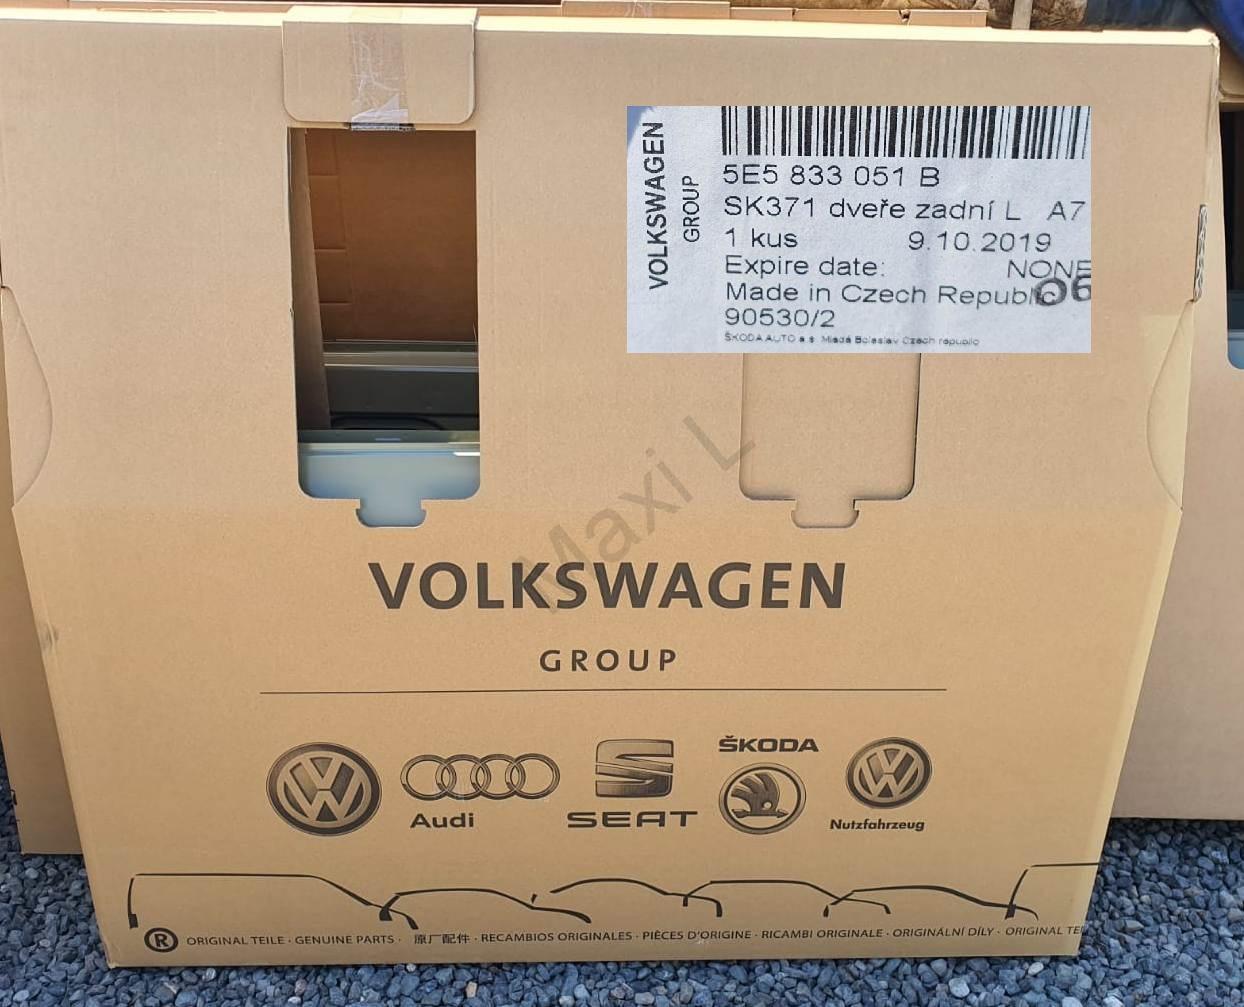 VOLKSWAGEN
GROUP
5E5 833 051 B
SK371 dveře zadní L A7
1 kus 9.10.2019
Expire date: NONE
Made in Czech Republic
06
90530/2
ŠKODA AUTO a.s. Mladá Boleslav Czech republic
Maxi L
VOLKSWAGEN
GROUP
Audi
SEAT
ŠKODA
Nutzfahrzeug
® ORIGINAL TEILE · GENUINE PARTS · 原厂配件 · RECAMBIOS ORIGINALES · PIÈCES D'ORIGINE · RICAMBI ORIGINALE · ORIGINÁLNÍ DÍLY · ORIGINAL TEI